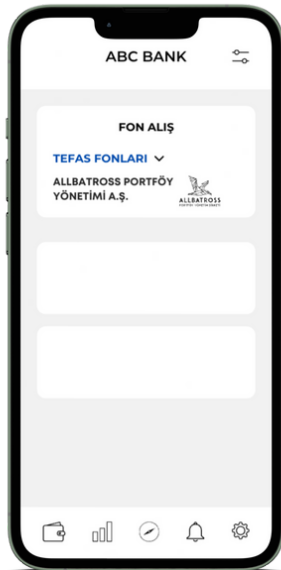 ABC BANK
FON ALIŞ
TEFAS FONLARI
ALLBATROSS PORTFÖY
YÖNETİMİ A.Ş.
ALLBATROSS